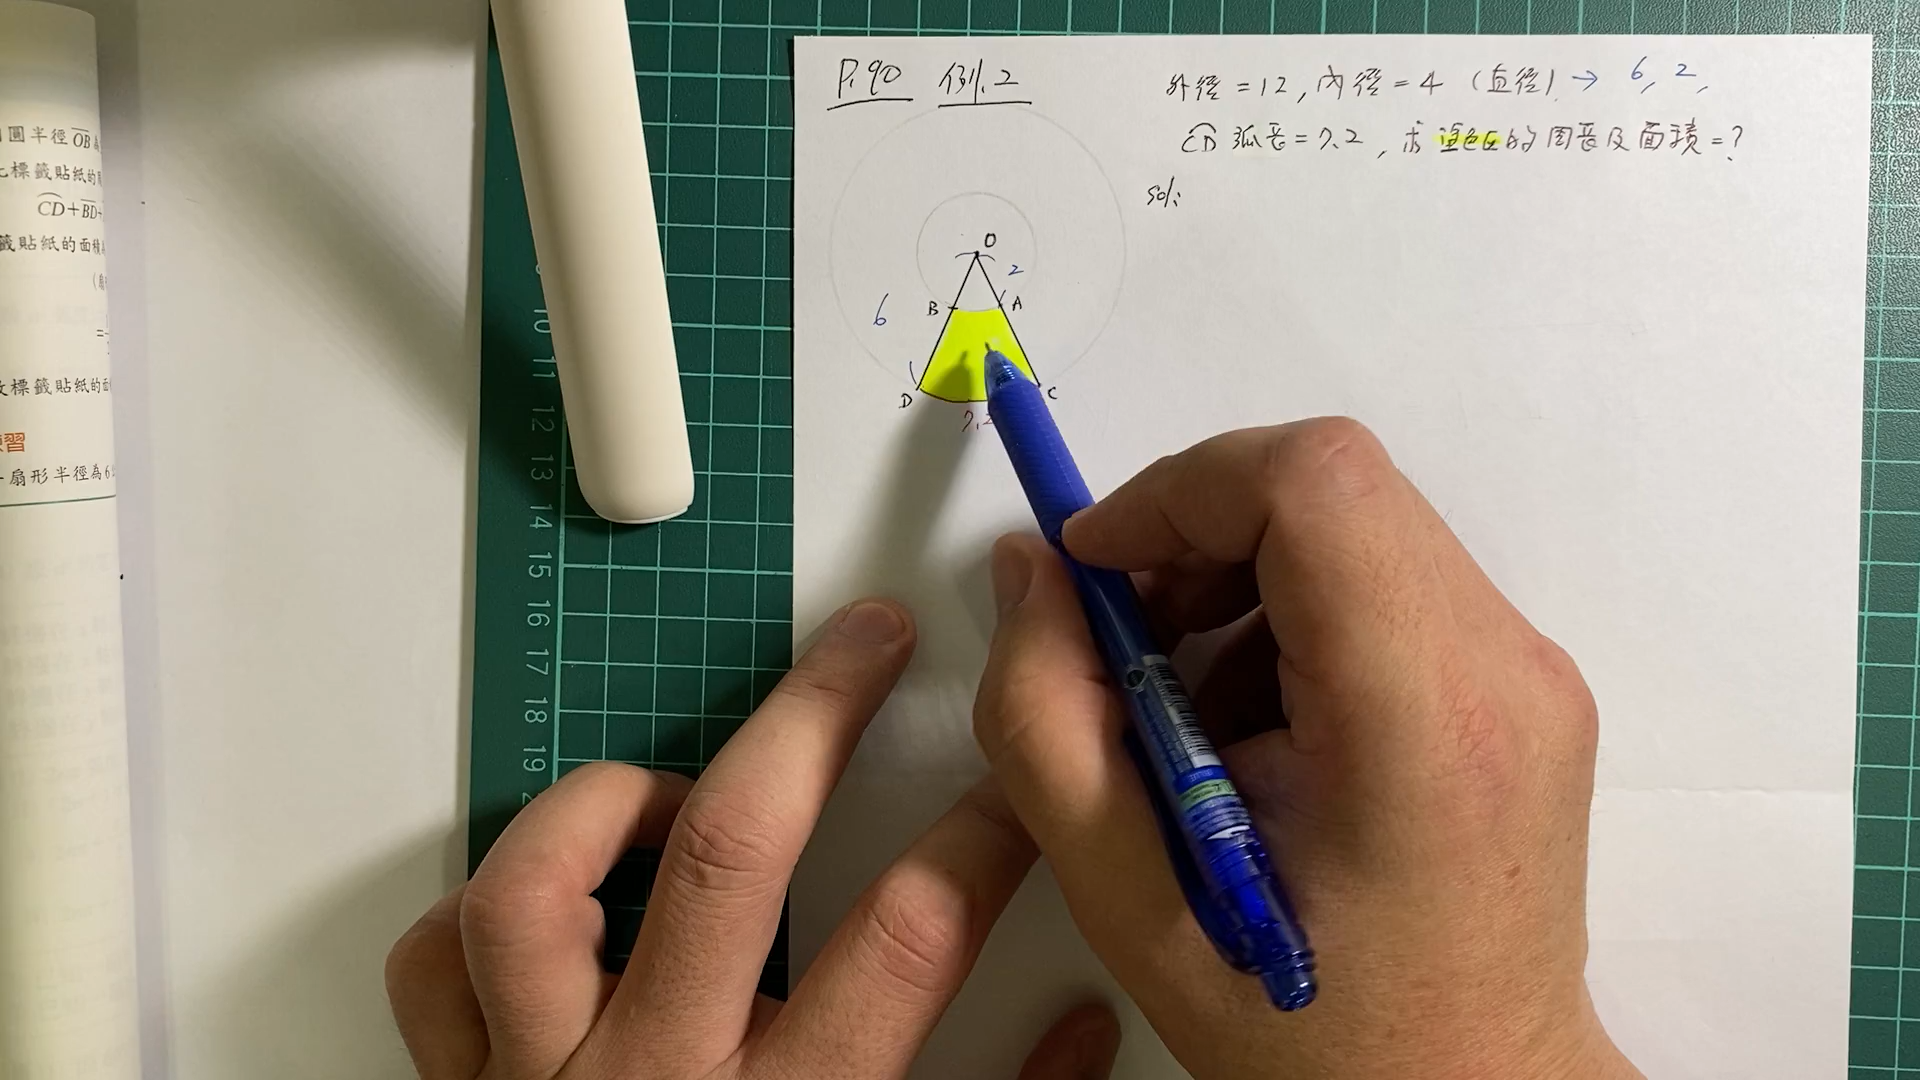 圓半徑OB
標籤貼紙的
CD+BD+
籤貼紙的面積
=
標籤貼紙的面
習
扇形半徑為6
10
11
12
13
14
15
16
17
18
19
P.90 例.2
外徑=12,內徑=4 (直徑) → 6, 2,
CD弧長=7.2,求塗色區的周長及面積=?
sol:
O
2
B
A
6
D
C
7.2